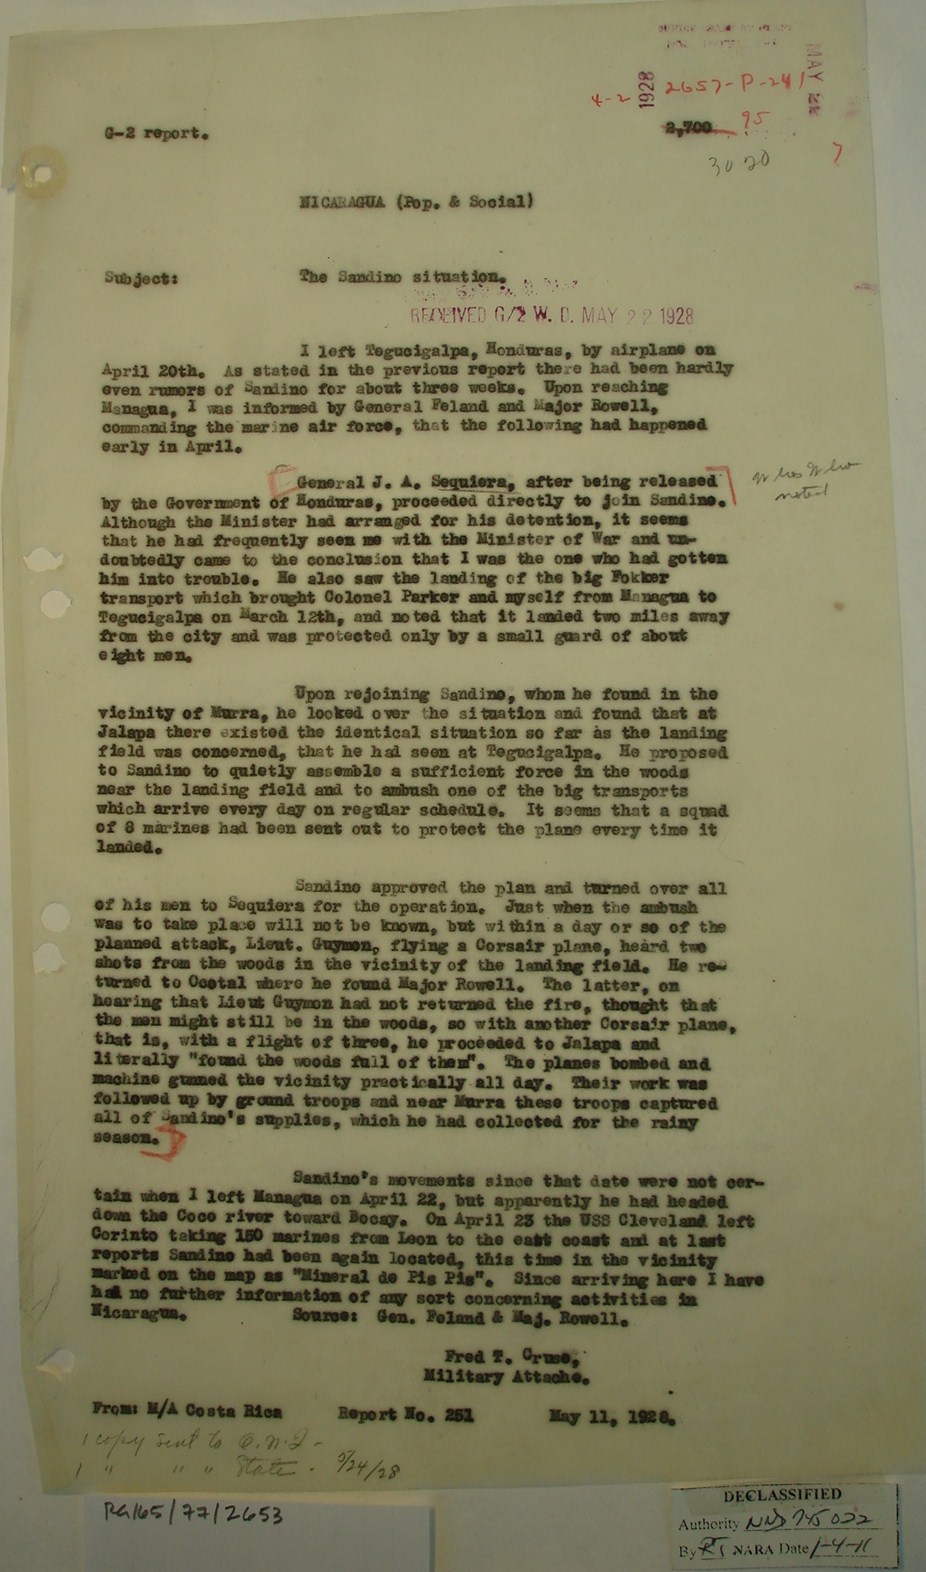 MAY 22
1928
4-2
2657-P-241
G-2 report.
2,700
95
3020
7
NICARAGUA (Pop. & Social)
Subject: The Sandino situation.
RECEIVED G/2 W. D. MAY 22 1928
I left Tegucigalpa, Honduras, by airplane on
April 20th. As stated in the previous report there had been hardly
even rumors of Sandino for about three weeks. Upon reaching
Managua, I was informed by General Feland and Major Rowell,
commanding the marine air force, that the following had happened
early in April.
General J. A. Sequiera, after being released
by the Government of Honduras, proceeded directly to join Sandino.
Although the Minister had arranged for his detention, it seems
that he had frequently seen me with the Minister of War and un-
doubtedly came to the conclusion that I was the one who had gotten
him into trouble. He also saw the landing of the big Fokker
transport which brought Colonel Parker and myself from Managua to
Tegucigalpa on March 12th, and noted that it landed two miles away
from the city and was protected only by a small guard of about
eight men.
Who's Who
noted
Upon rejoining Sandino, whom he found in the
vicinity of Murra, he looked over the situation and found that at
Jalapa there existed the identical situation so far as the landing
field was concerned, that he had seen at Tegucigalpa. He proposed
to Sandino to quietly assemble a sufficient force in the woods
near the landing field and to ambush one of the big transports
which arrive every day on regular schedule. It seems that a squad
of 8 marines had been sent out to protect the plane every time it
landed.
Sandino approved the plan and turned over all
of his men to Sequiera for the operation. Just when the ambush
was to take place will not be known, but within a day or so of the
planned attack, Lieut. Guymon, flying a Corsair plane, heard two
shots from the woods in the vicinity of the landing field. He re-
turned to Ocotal where he found Major Rowell. The latter, on
hearing that Lieut Guymon had not returned the fire, thought that
the men might still be in the woods, so with another Corsair plane,
that is, with a flight of three, he proceeded to Jalapa and
literally "found the woods full of them". The planes bombed and
machine gunned the vicinity practically all day. Their work was
followed up by ground troops and near Murra these troops captured
all of Sandino's supplies, which he had collected for the rainy
season.
Sandino's movements since that date were not cer-
tain when I left Managua on April 22, but apparently he had headed
down the Coco river toward Bocay. On April 23 the USS Cleveland left
Corinto taking 150 marines from Leon to the east coast and at last
reports Sandino had been again located, this time in the vicinity
marked on the map as "Mineral de Pis Pis". Since arriving here I have
had no further information of any sort concerning activities in
Nicaragua. Source: Gen. Feland & Maj. Rowell.
Fred T. Cruse,
Military Attache.
From: M/A Costa Rica Report No. 251 May 11, 1928.
1 copy sent to O.N.I -
1 " " " State - 5/24/28
RG165/77/2653
DECLASSIFIED
Authority NND 745022
By RT NARA Date 1-4-11